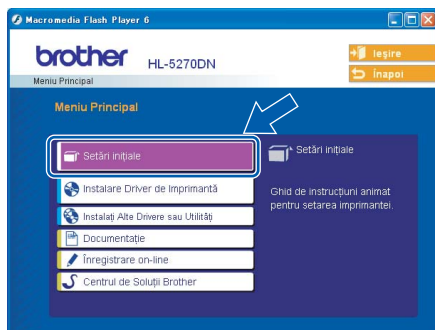 Macromedia Flash Player 6
brother HL-5270DN
Ieşire
Înapoi
Meniu Principal
Meniu Principal
Setări iniţiale
Instalare Driver de Imprimantă
Instalaţi Alte Drivere sau Utilităţi
Documentaţie
Înregistrare on-line
Centrul de Soluţii Brother
Setări iniţiale
Ghid de instrucţiuni animat
pentru setarea imprimantei.